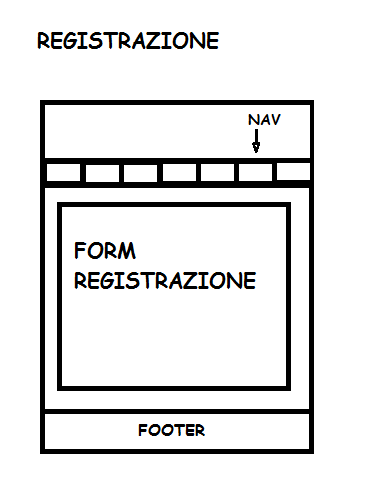 REGISTRAZIONE
NAV
FORM
REGISTRAZIONE
FOOTER